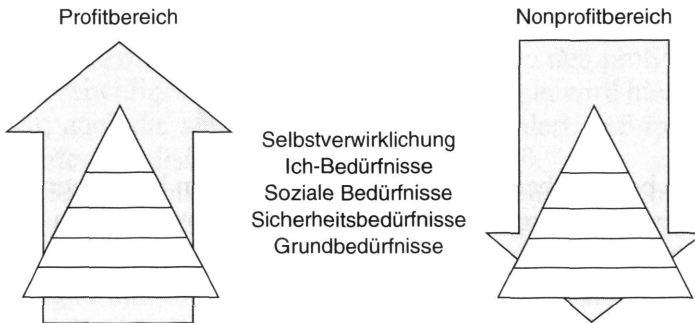 Profitbereich
Nonprofitbereich
Selbstverwirklichung
Ich-Bedürfnisse
Soziale Bedürfnisse
Sicherheitsbedürfnisse
Grundbedürfnisse